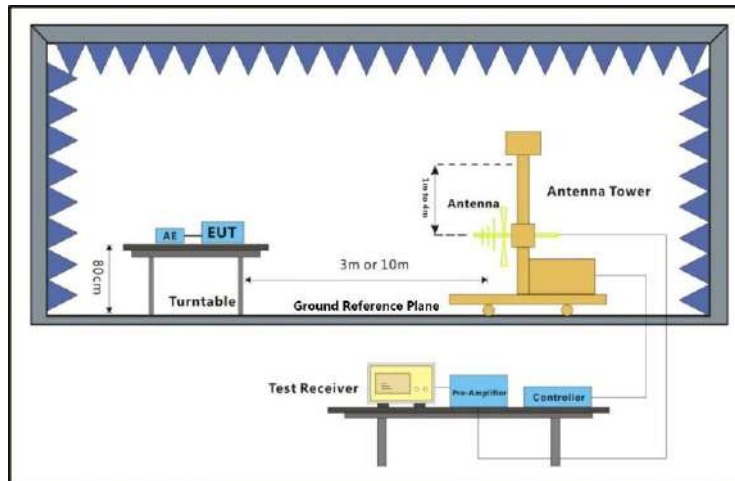 1m to 4m
Antenna Tower
Antenna
AE
EUT
80cm
3m or 10m
Turntable
Ground Reference Plane
Test Receiver
Pre-Amplifier
Controller